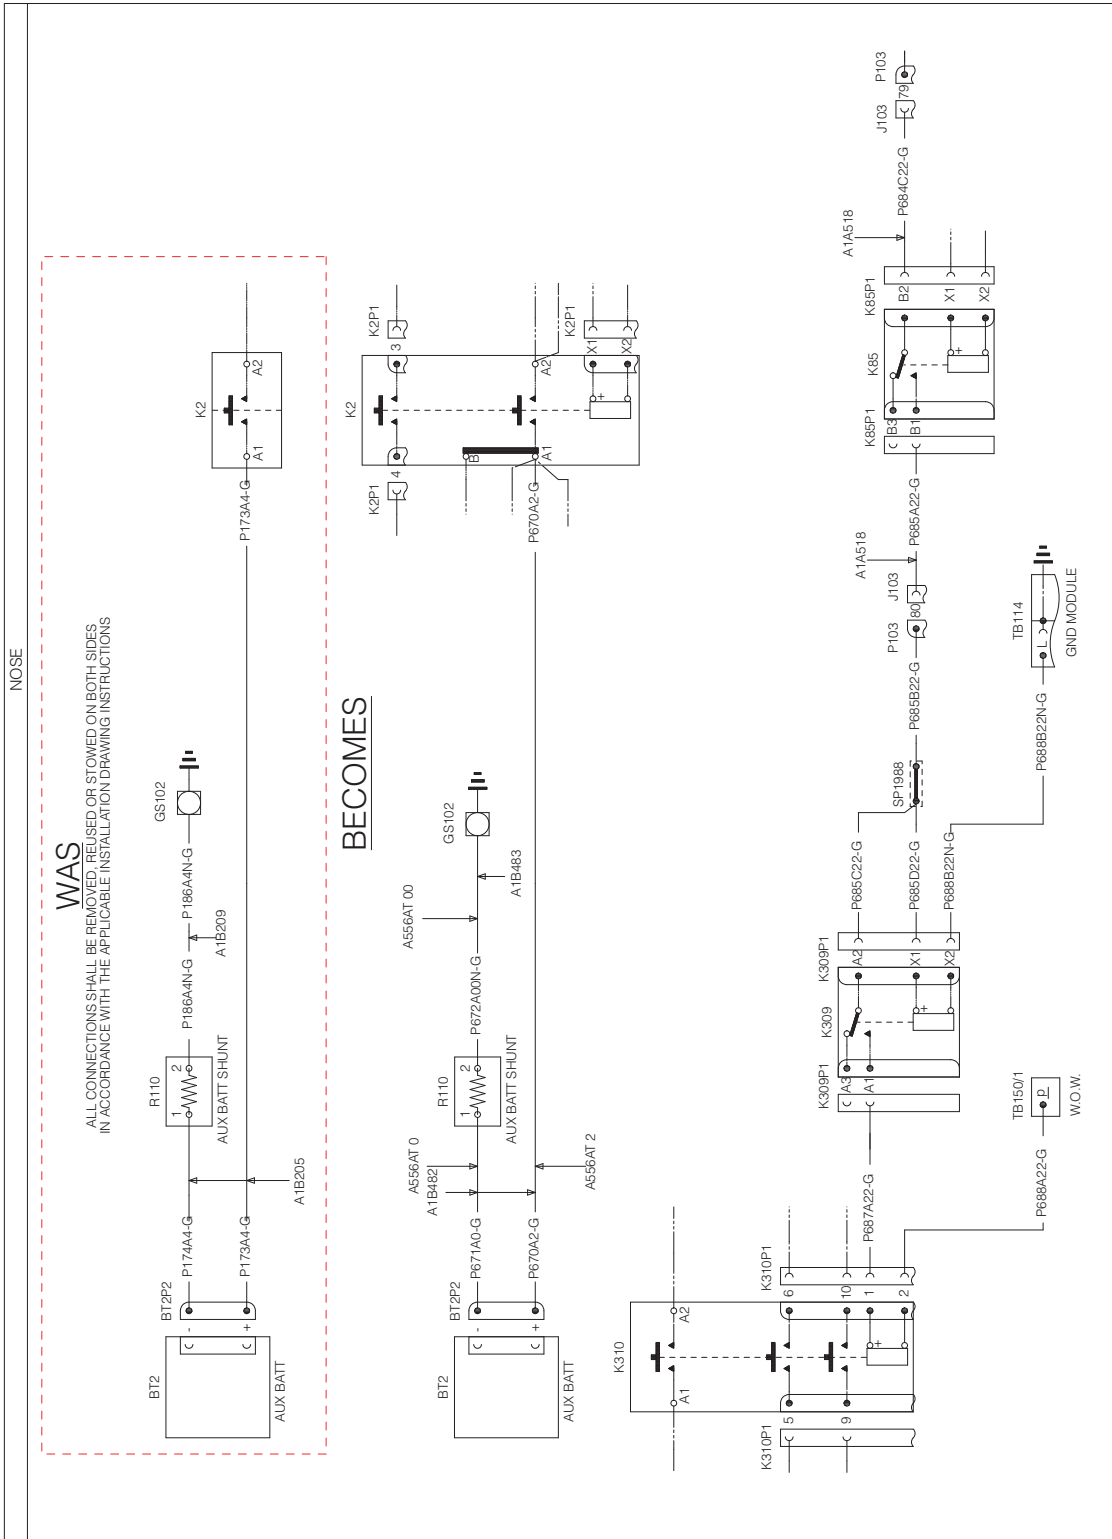 NOSE
WAS
ALL CONNECTIONS SHALL BE REMOVED, REUSED OR STOWED ON BOTH SIDES
IN ACCORDANCE WITH THE APPLICABLE INSTALLATION DRAWING INSTRUCTIONS
BT2
AUX BATT
BT2P2
-
+
P174A4-G
P173A4-G
A1B205
R110
1
2
AUX BATT SHUNT
P186A4N-G
A1B209
P186A4N-G
GS102
P173A4-G
K2
A1
A2
BECOMES
BT2
AUX BATT
BT2P2
-
+
P671A0-G
P670A2-G
A1B482
A556AT 0
A556AT 2
R110
1
2
AUX BATT SHUNT
P672A00N-G
A556AT 00
A1B483
GS102
P670A2-G
K2P1
4
K2
B
A1
A2
+
3
K2P1
K2P1
X1
X2
K310P1
5
9
K310
A1
A2
+
K310P1
6
10
1
2
P687A22-G
P688A22-G
TB150/1
p
W.O.W.
K309P1
A3
A1
K309
+
K309P1
A2
X1
X2
P685C22-G
P685D22-G
P688B22N-G
SP1988
P685B22-G
P688B22N-G
TB114
L
GND MODULE
P103
80
J103
A1A518
P685A22-G
K85P1
B3
B1
K85
+
K85P1
B2
X1
X2
A1A518
P684C22-G
J103
79
P103